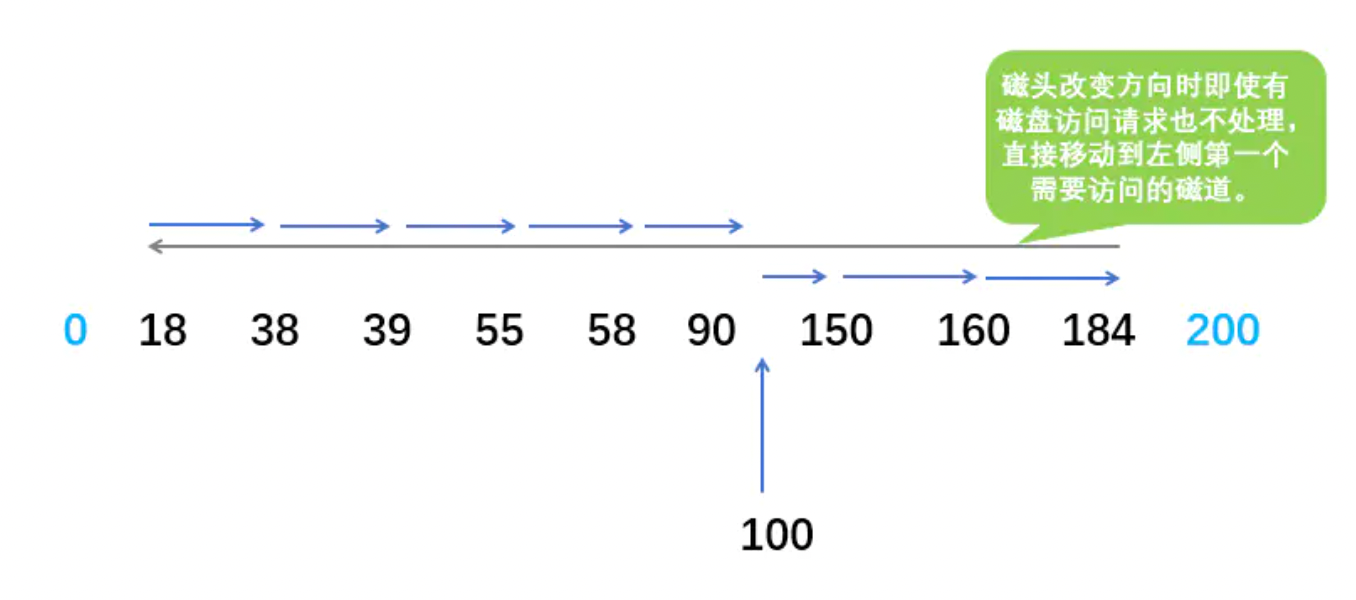 磁头改变方向时即使有
磁盘访问请求也不处理，
直接移动到左侧第一个
需要访问的磁道。
0 18 38 39 55 58 90 150 160 184 200
100